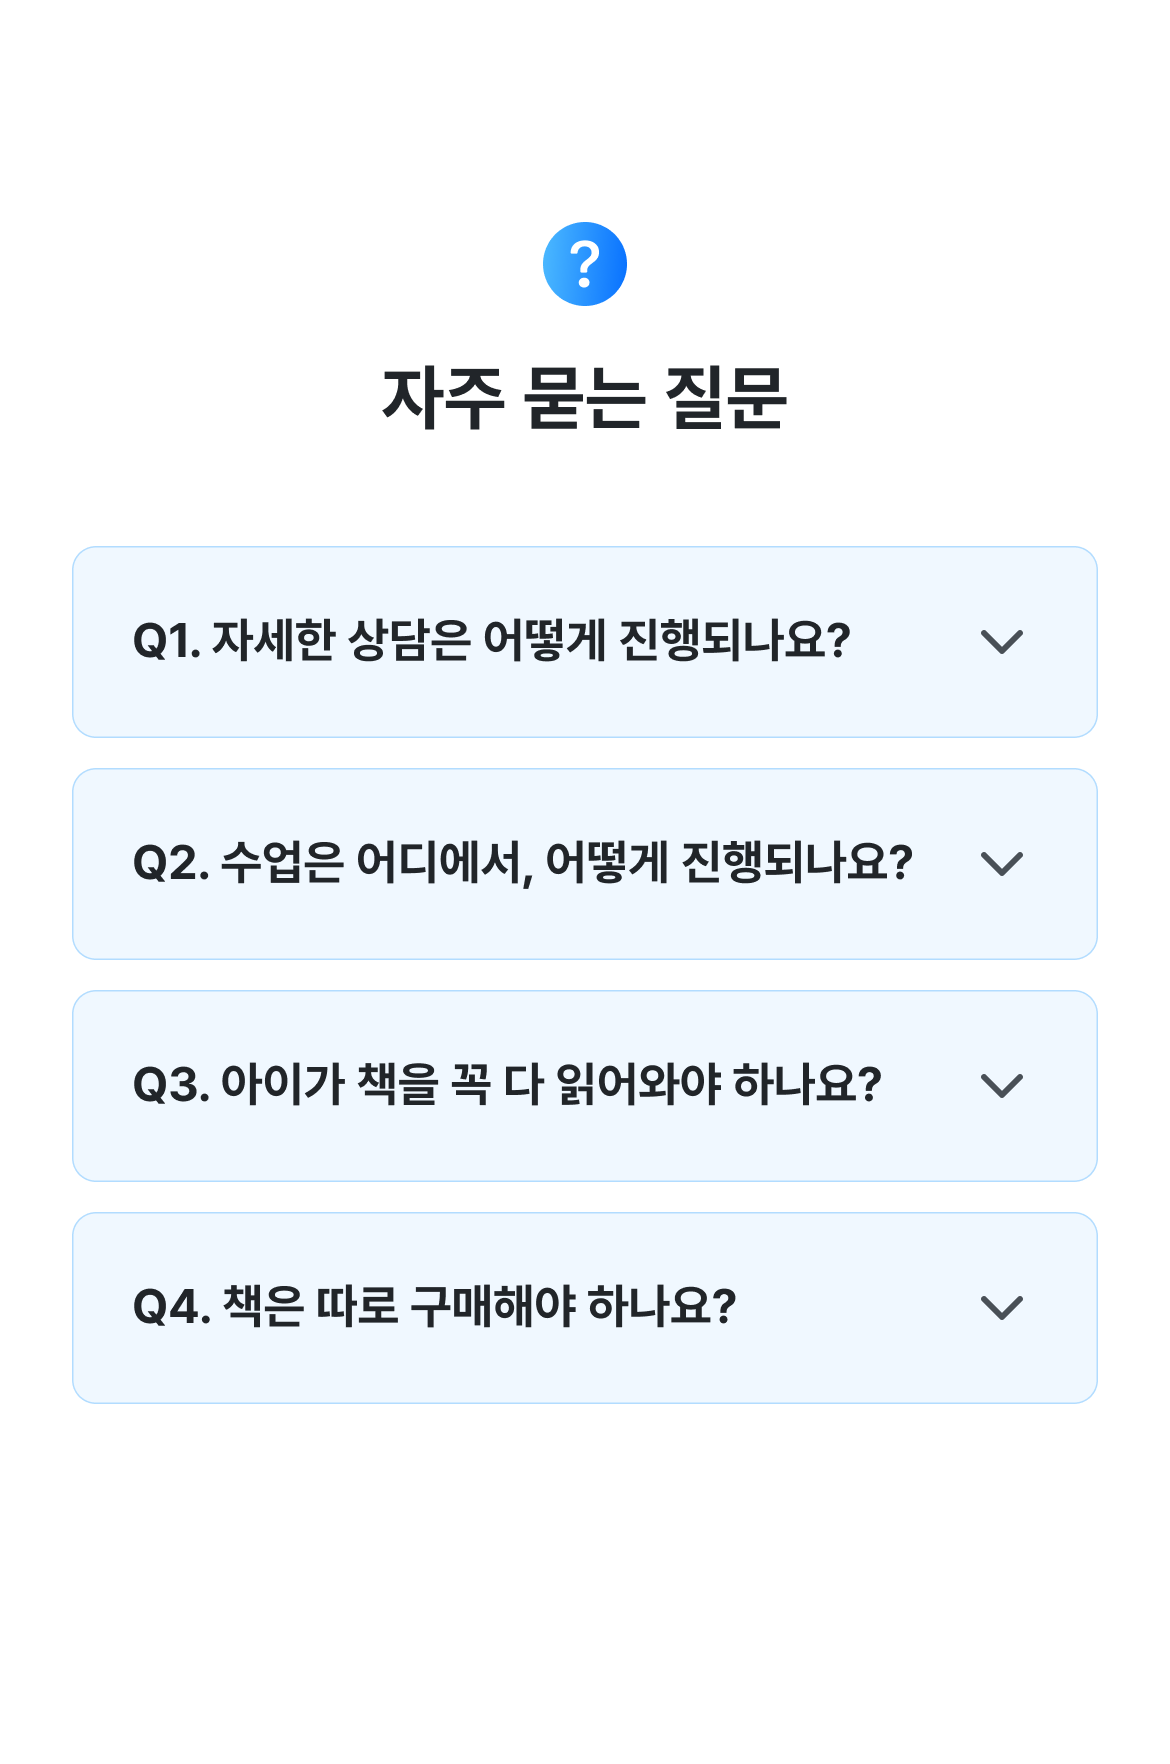 ?
자주 묻는 질문
Q1. 자세한 상담은 어떻게 진행되나요?
Q2. 수업은 어디에서, 어떻게 진행되나요?
Q3. 아이가 책을 꼭 다 읽어와야 하나요?
Q4. 책은 따로 구매해야 하나요?